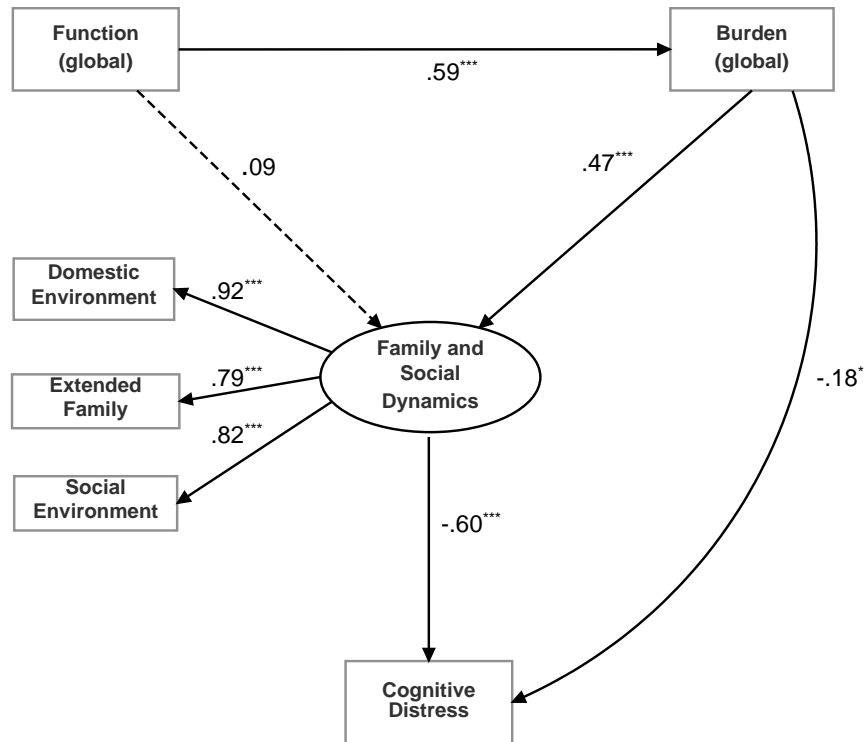 Function
(global)
Burden
(global)
.59***
.09
.47***
Domestic
Environment
.92***
Family and
Social
Dynamics
Extended
Family
.79***
-.18*
.82***
Social
Environment
-.60***
Cognitive
Distress